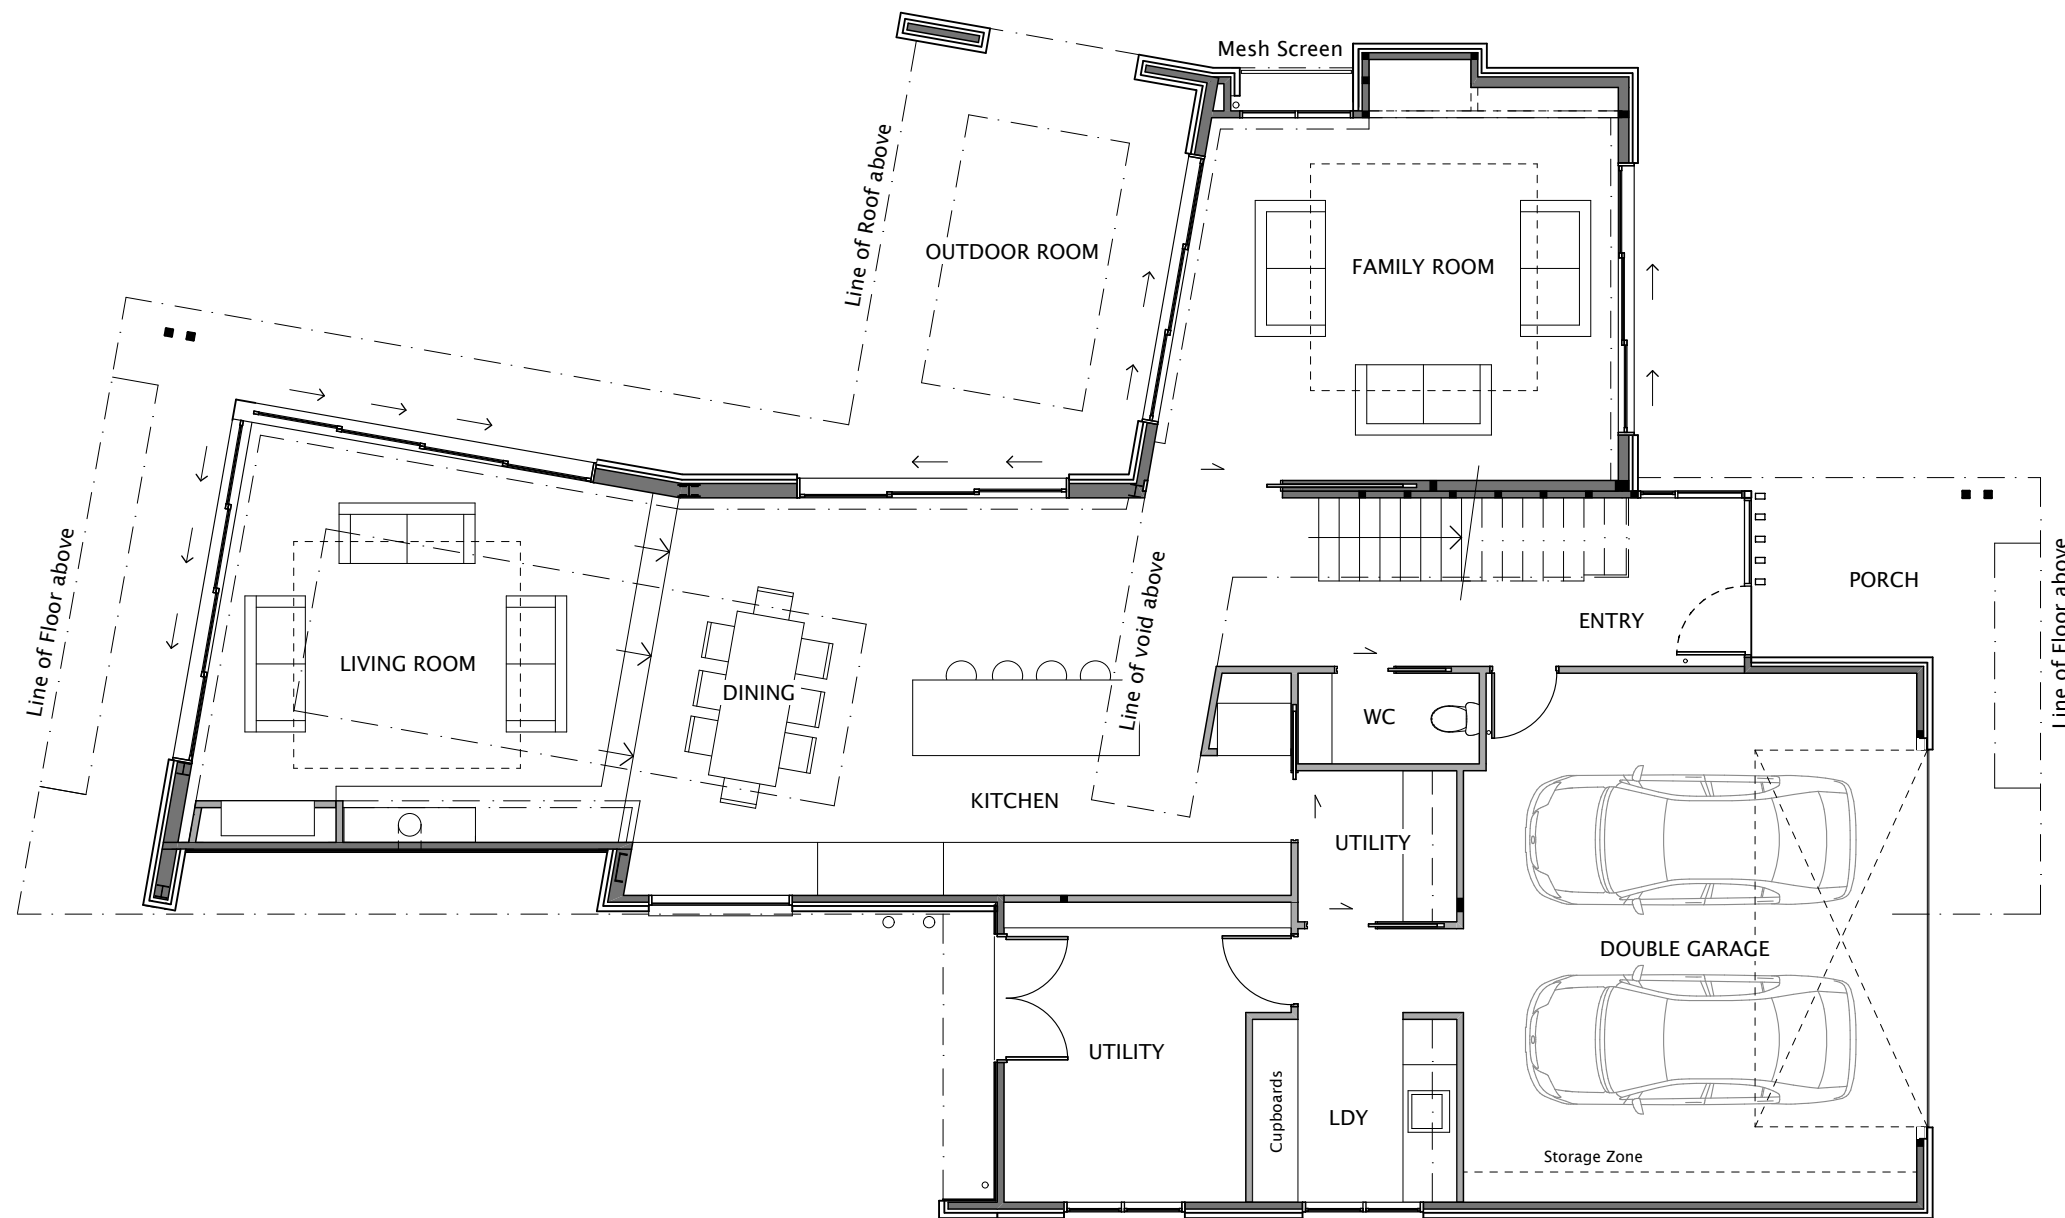 Mesh Screen
Line of Roof above
OUTDOOR ROOM
FAMILY ROOM
Line of Floor above
LIVING ROOM
DINING
Line of void above
KITCHEN
ENTRY
PORCH
Line of Floor above
WC
UTILITY
DOUBLE GARAGE
UTILITY
Cupboards
LDY
Storage Zone